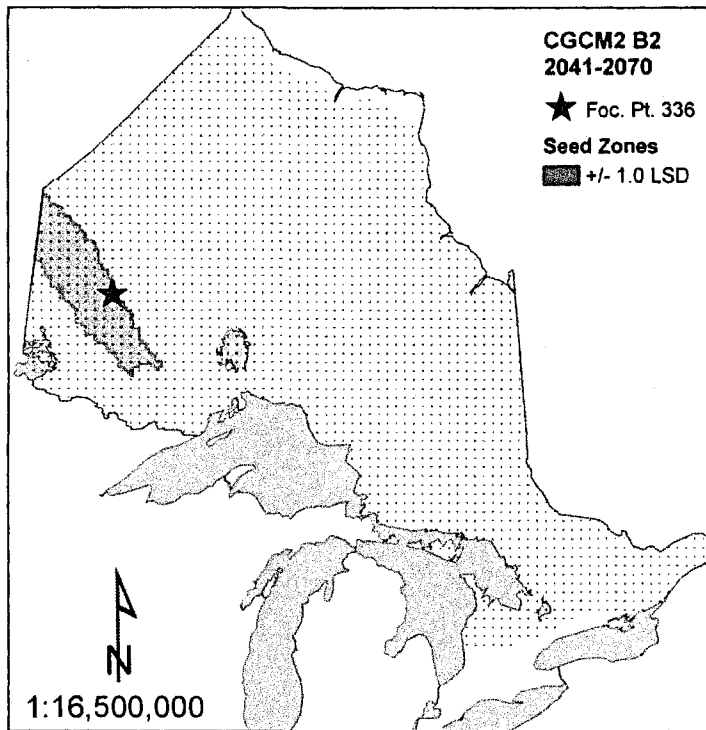 CGCM2 B2
2041-2070
Foc. Pt. 336
Seed Zones
+/- 1.0 LSD
N
1:16,500,000